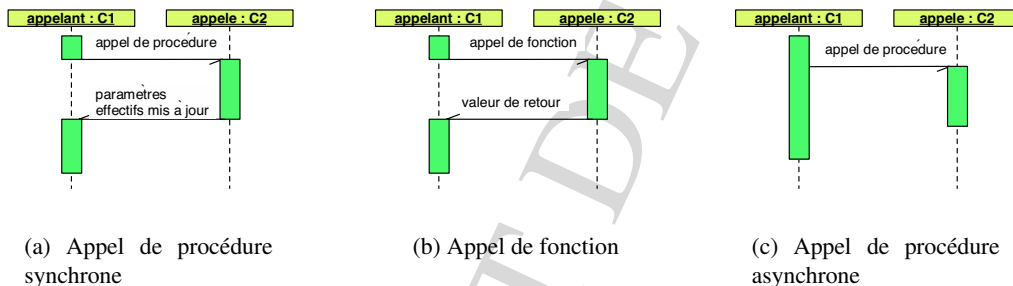 appelant : C1
appele : C2
appel de procédure
paramètres
effectifs mis à jour
(a) Appel de procédure
synchrone
appelant : C1
appele : C2
appel de fonction
valeur de retour
(b) Appel de fonction
appelant : C1
appele : C2
appel de procédure
(c) Appel de procédure
asynchrone
T DE